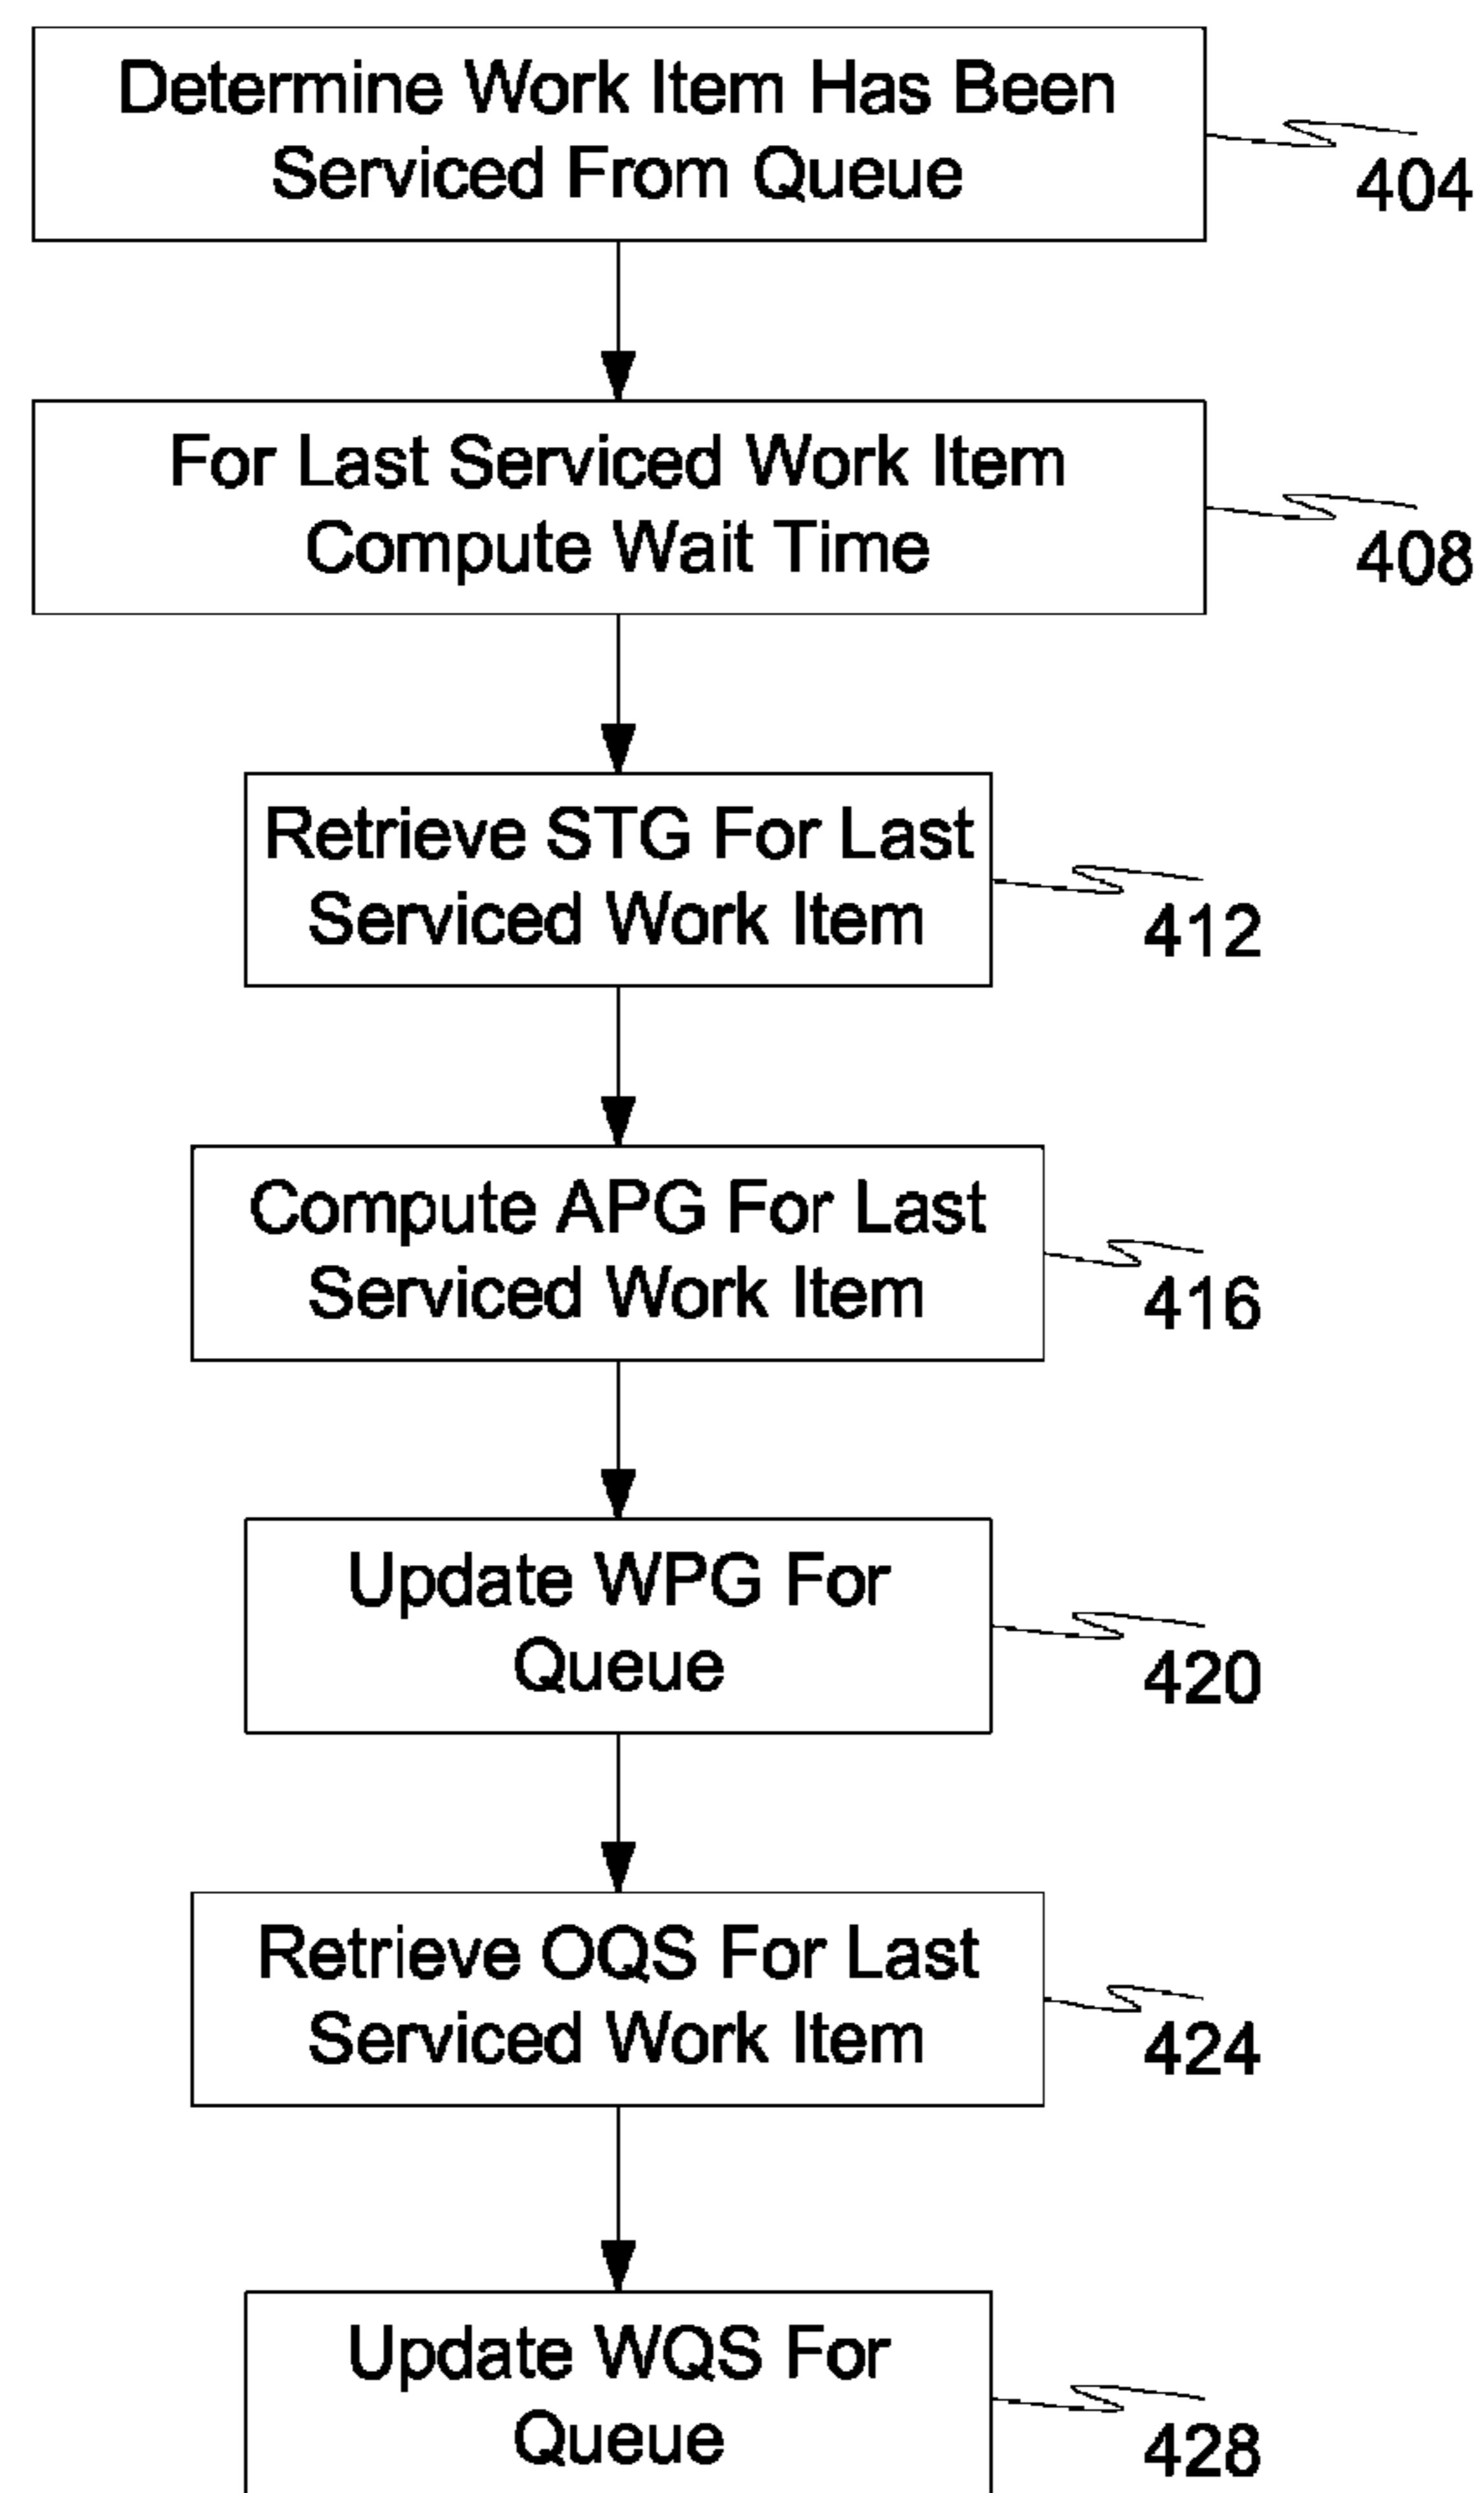 Determine Work Item Has Been
Serviced From Queue
404
For Last Serviced Work Item
Compute Wait Time
408
Retrieve STG For Last
Serviced Work Item
412
Compute APG For Last
Serviced Work Item
416
Update WPG For
Queue
420
Retrieve OQS For Last
Serviced Work Item
424
Update WQS For
Queue
428